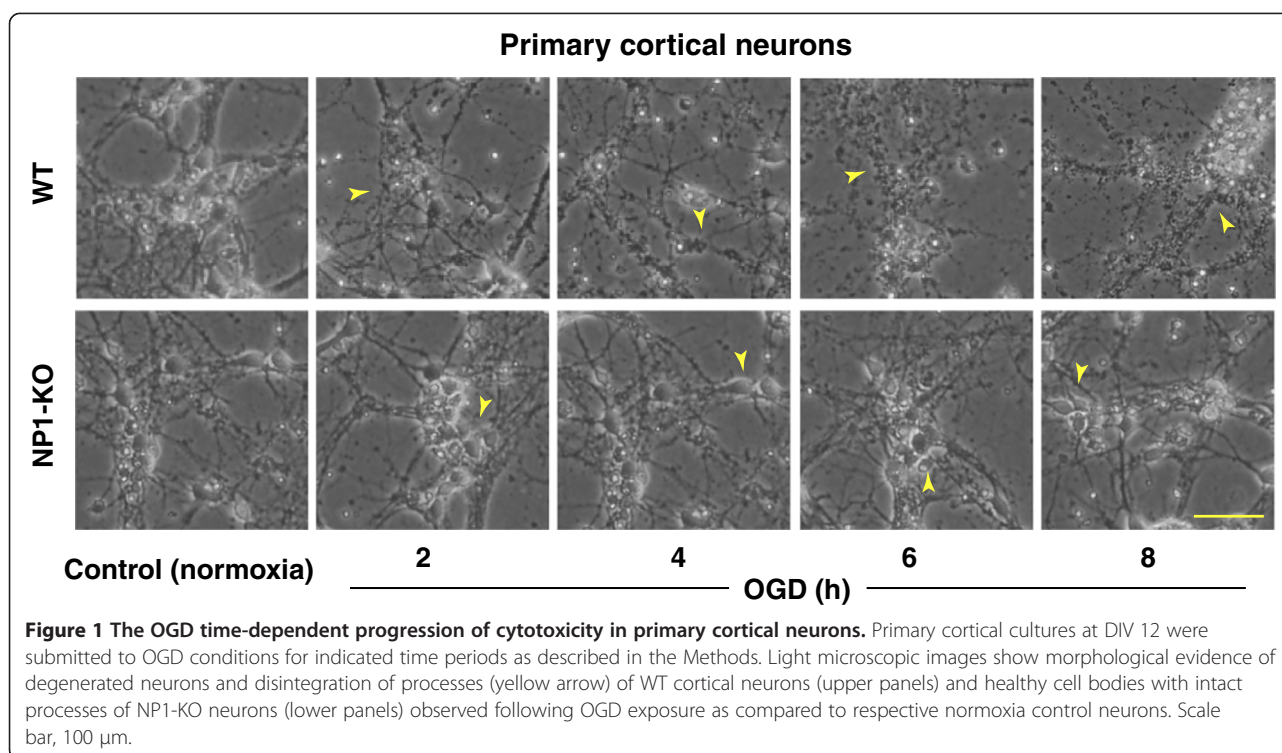 Primary cortical neurons
WT
NP1-KO
Control (normoxia)
2 4 6 8
OGD (h)
Figure 1 The OGD time-dependent progression of cytotoxicity in primary cortical neurons. Primary cortical cultures at DIV 12 were
submitted to OGD conditions for indicated time periods as described in the Methods. Light microscopic images show morphological evidence of
degenerated neurons and disintegration of processes (yellow arrow) of WT cortical neurons (upper panels) and healthy cell bodies with intact
processes of NP1-KO neurons (lower panels) observed following OGD exposure as compared to respective normoxia control neurons. Scale
bar, 100 μm.